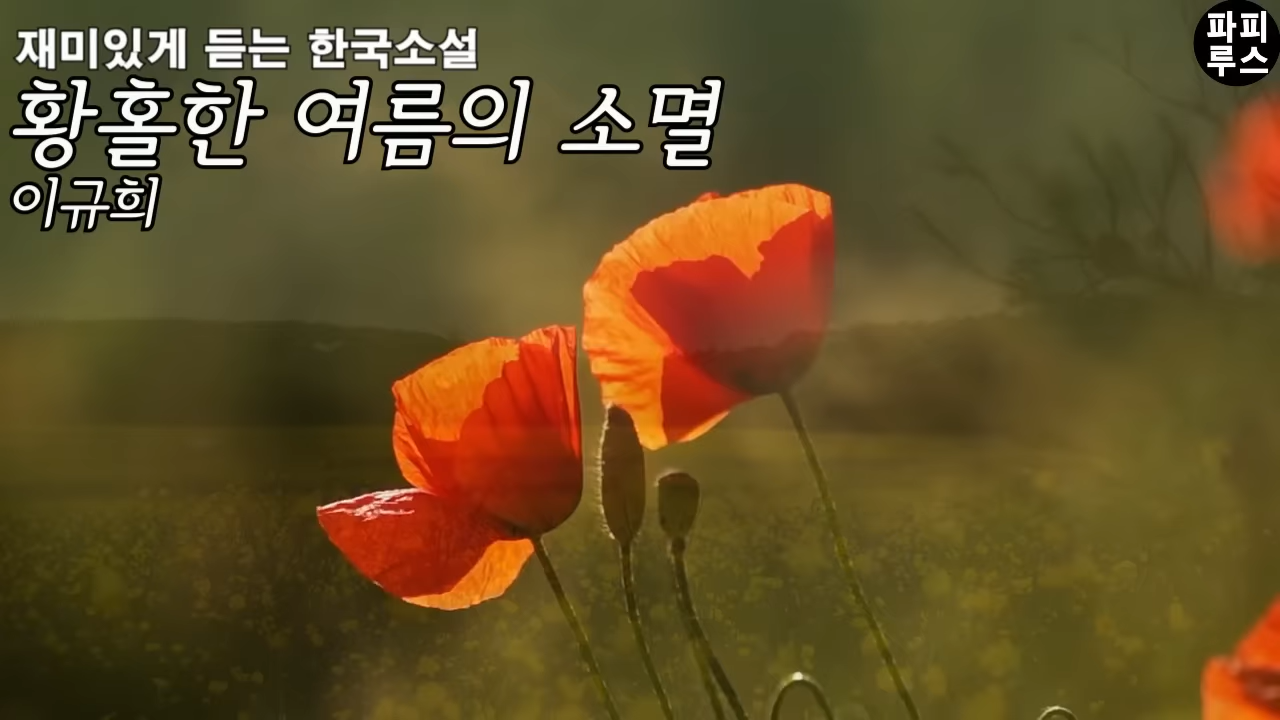 재미있게 듣는 한국소설
황홀한 여름의 소멸
이규희
파피
루스